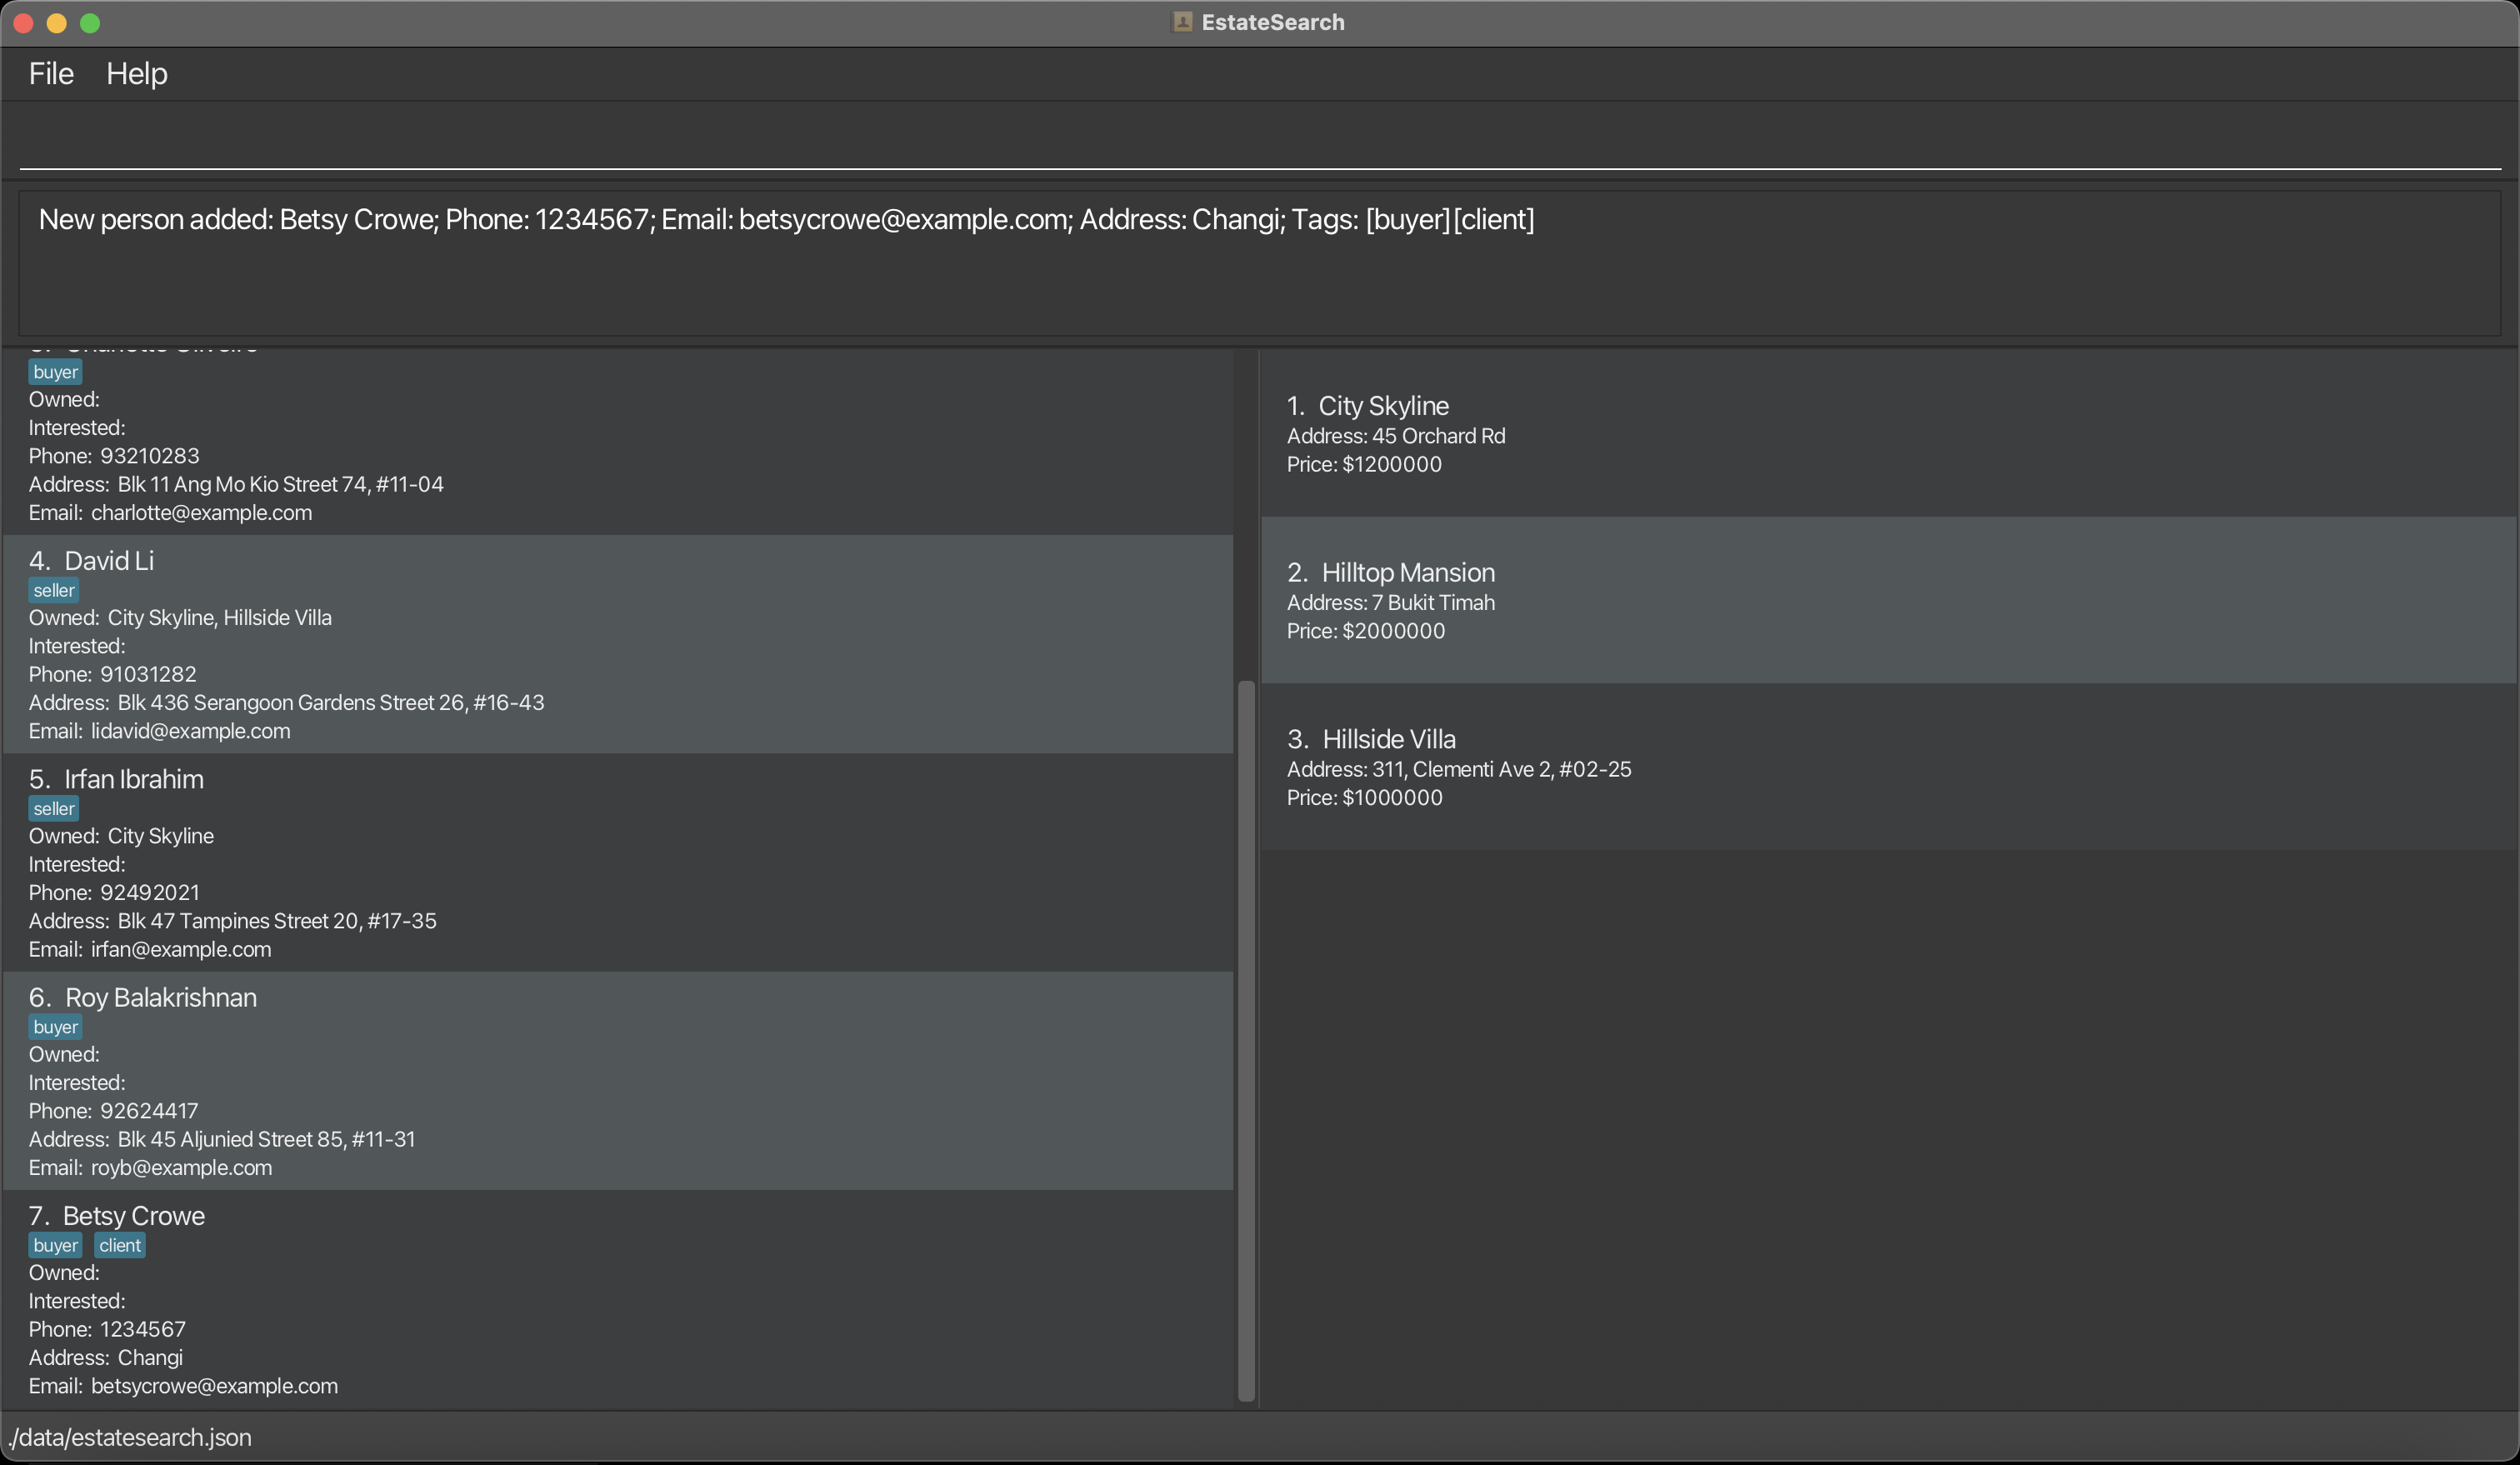 EstateSearch
File Help
New person added: Betsy Crowe; Phone: 1234567; Email: betsycrowe@example.com; Address: Changi; Tags: [buyer][client]
buyer
Owned:
Interested:
Phone: 93210283
Address: Blk 11 Ang Mo Kio Street 74, #11-04
Email: charlotte@example.com
4. David Li
seller
Owned: City Skyline, Hillside Villa
Interested:
Phone: 91031282
Address: Blk 436 Serangoon Gardens Street 26, #16-43
Email: lidavid@example.com
5. Irfan Ibrahim
seller
Owned: City Skyline
Interested:
Phone: 92492021
Address: Blk 47 Tampines Street 20, #17-35
Email: irfan@example.com
6. Roy Balakrishnan
buyer
Owned:
Interested:
Phone: 92624417
Address: Blk 45 Aljunied Street 85, #11-31
Email: royb@example.com
7. Betsy Crowe
buyer client
Owned:
Interested:
Phone: 1234567
Address: Changi
Email: betsycrowe@example.com
1. City Skyline
Address: 45 Orchard Rd
Price: $1200000
2. Hilltop Mansion
Address: 7 Bukit Timah
Price: $2000000
3. Hillside Villa
Address: 311, Clementi Ave 2, #02-25
Price: $1000000
./data/estatesearch.json